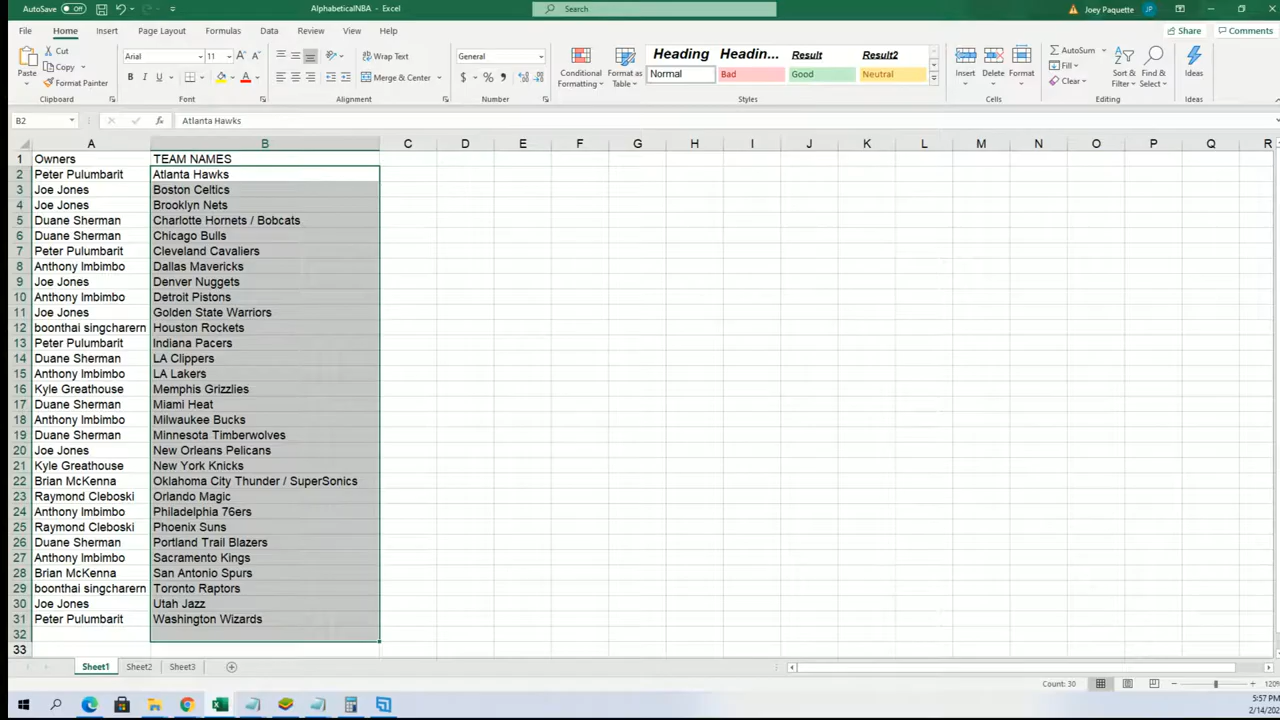 AutoSave Off AlphabeticalNBA - Excel Search Joey Paquette JP
File Home Insert Page Layout Formulas Data Review View Help Share Comments
Paste Cut Copy Format Painter Clipboard
Arial 11 A A B I U A Font
Wrap Text Merge & Center Alignment
General $ % Number
Conditional Formatting Format as Table
Heading Headin... Result Result2
Normal Bad Good Neutral
Styles
Insert Delete Format Cells
AutoSum Fill Clear Sort & Filter Find & Select Editing
Ideas Ideas
B2 fx Atlanta Hawks
A B C D E F G H I J K L M N O P Q R
1 Owners TEAM NAMES
2 Peter Pulumbarit Atlanta Hawks
3 Joe Jones Boston Celtics
4 Joe Jones Brooklyn Nets
5 Duane Sherman Charlotte Hornets / Bobcats
6 Duane Sherman Chicago Bulls
7 Peter Pulumbarit Cleveland Cavaliers
8 Anthony Imbimbo Dallas Mavericks
9 Joe Jones Denver Nuggets
10 Anthony Imbimbo Detroit Pistons
11 Joe Jones Golden State Warriors
12 boonthai singcharern Houston Rockets
13 Peter Pulumbarit Indiana Pacers
14 Duane Sherman LA Clippers
15 Anthony Imbimbo LA Lakers
16 Kyle Greathouse Memphis Grizzlies
17 Duane Sherman Miami Heat
18 Anthony Imbimbo Milwaukee Bucks
19 Duane Sherman Minnesota Timberwolves
20 Joe Jones New Orleans Pelicans
21 Kyle Greathouse New York Knicks
22 Brian McKenna Oklahoma City Thunder / SuperSonics
23 Raymond Cleboski Orlando Magic
24 Anthony Imbimbo Philadelphia 76ers
25 Raymond Cleboski Phoenix Suns
26 Duane Sherman Portland Trail Blazers
27 Anthony Imbimbo Sacramento Kings
28 Brian McKenna San Antonio Spurs
29 boonthai singcharern Toronto Raptors
30 Joe Jones Utah Jazz
31 Peter Pulumbarit Washington Wizards
32
33
Sheet1 Sheet2 Sheet3
Count: 30 120%
5:57 PM
2/14/202